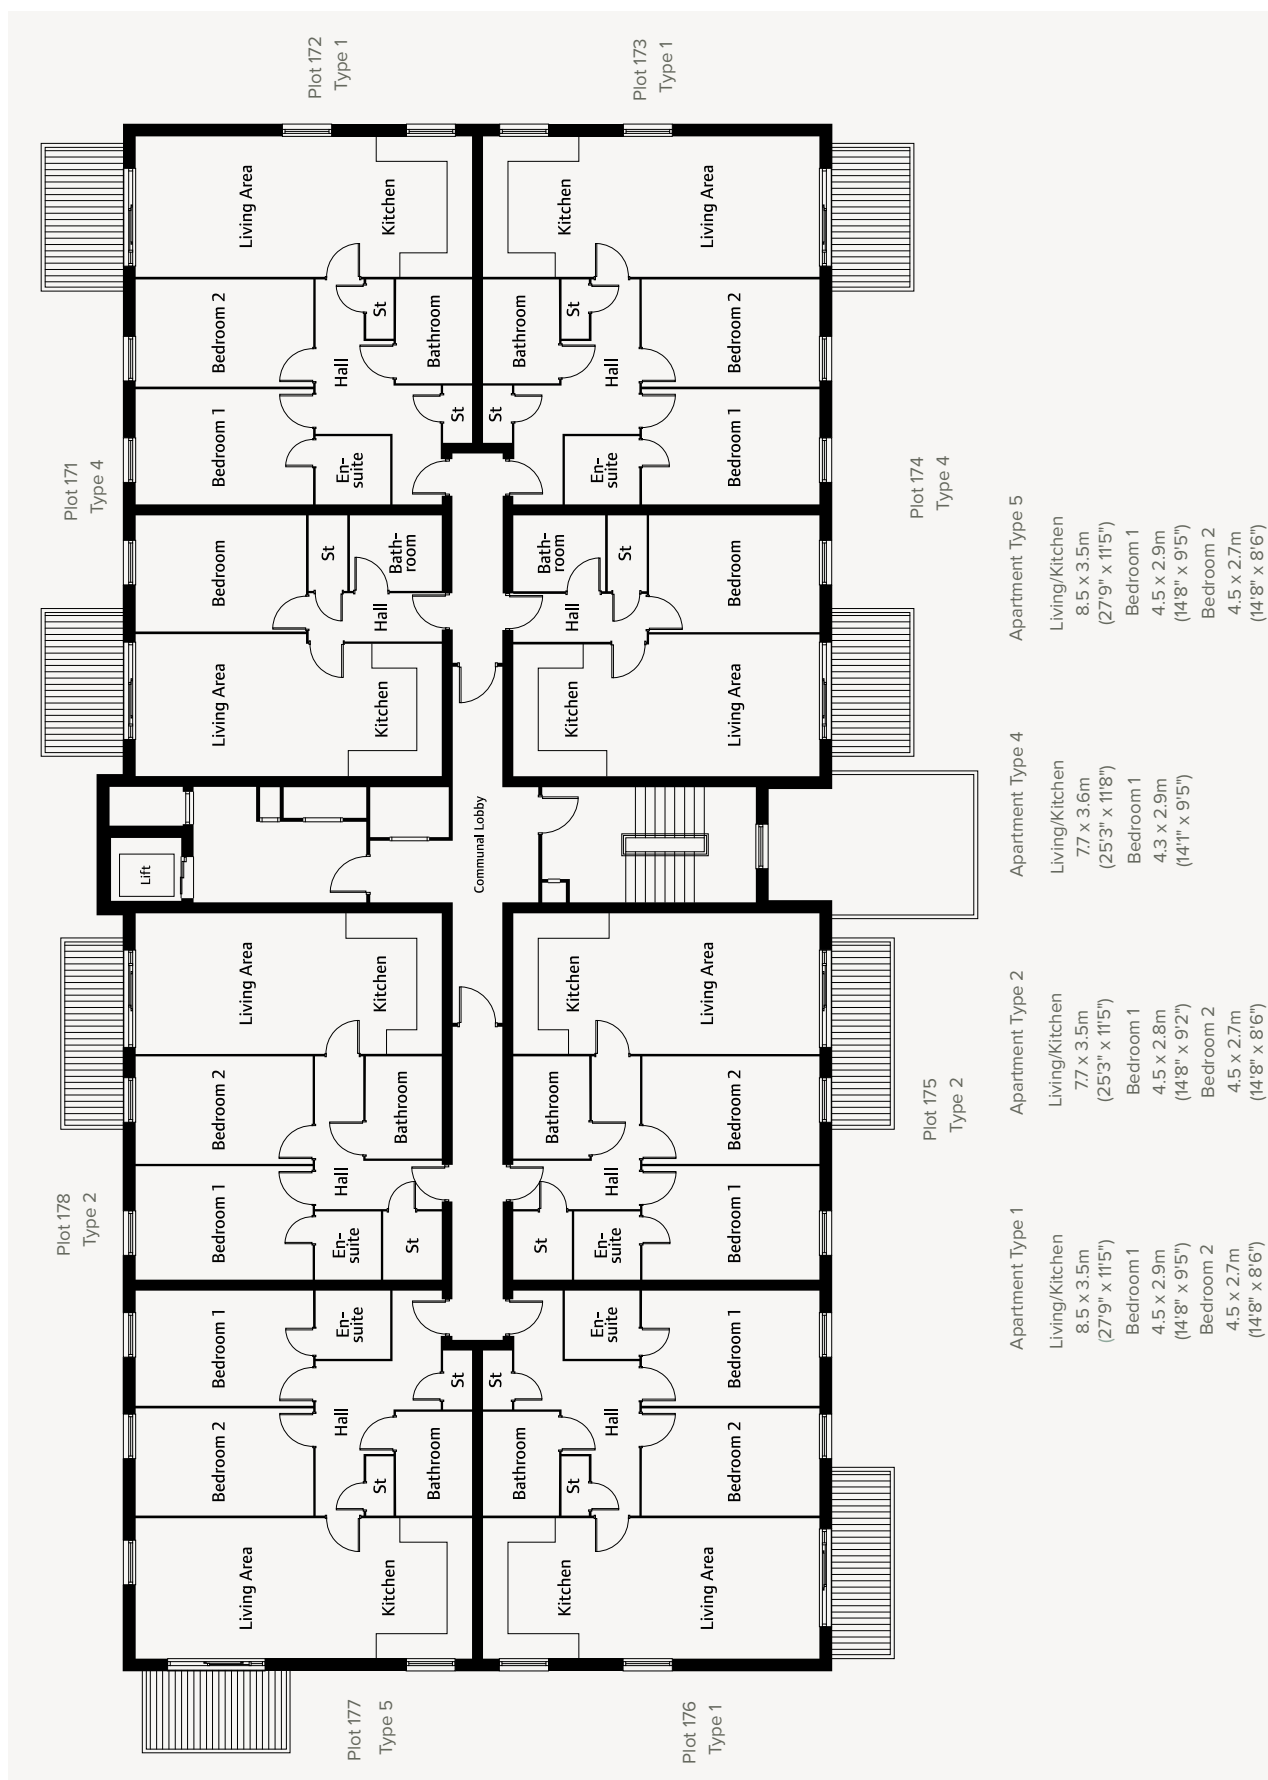 Plot 172
Type 1
Plot 173
Type 1
Living Area
Kitchen
Kitchen
Living Area
Bedroom 2
St
Bathroom
Hall
Bathroom
St
Hall
Bedroom 2
Bedroom 1
En-
suite
St
St
En-
suite
Bedroom 1
Plot 171
Type 4
Plot 174
Type 4
Bedroom
St
Bath-
room
Hall
Bath-
room
St
Hall
Bedroom
Living Area
Kitchen
Kitchen
Living Area
Lift
Communal Lobby
Living Area
Kitchen
Kitchen
Living Area
Bedroom 2
Bathroom
Bathroom
Bedroom 2
Plot 175
Type 2
Plot 178
Type 2
Bedroom 1
Hall
En-
suite
St
St
Hall
En-
suite
Bedroom 1
Bedroom 1
En-
suite
St
St
En-
suite
Bedroom 1
Bedroom 2
Hall
St
Bathroom
Bathroom
St
Hall
Bedroom 2
Living Area
Kitchen
Kitchen
Living Area
Plot 177
Type 5
Plot 176
Type 1
Apartment Type 1
Living/Kitchen
8.5 x 3.5m
(27'9" x 11'5")
Bedroom 1
4.5 x 2.9m
(14'8" x 9'5")
Bedroom 2
4.5 x 2.7m
(14'8" x 8'6")
Apartment Type 2
Living/Kitchen
7.7 x 3.5m
(25'3" x 11'5")
Bedroom 1
4.5 x 2.8m
(14'8" x 9'2")
Bedroom 2
4.5 x 2.7m
(14'8" x 8'6")
Apartment Type 4
Living/Kitchen
7.7 x 3.6m
(25'3" x 11'8")
Bedroom 1
4.3 x 2.9m
(14'1" x 9'5")
Apartment Type 5
Living/Kitchen
8.5 x 3.5m
(27'9" x 11'5")
Bedroom 1
4.5 x 2.9m
(14'8" x 9'5")
Bedroom 2
4.5 x 2.7m
(14'8" x 8'6")